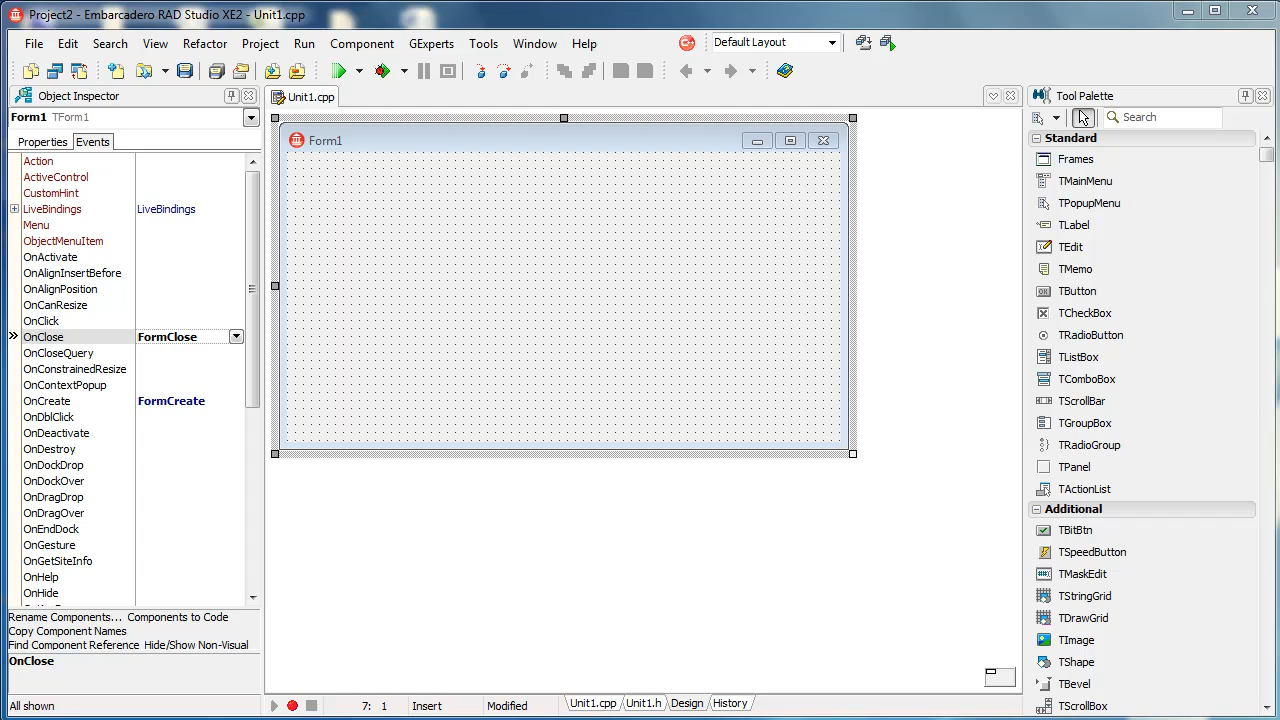 Project2 - Embarcadero RAD Studio XE2 - Unit1.cpp
File Edit Search View Refactor Project Run Component GExperts Tools Window Help
Default Layout
Object Inspector
Unit1.cpp
Tool Palette
Form1 TForm1
Search
Properties Events
Form1
Action
ActiveControl
CustomHint
LiveBindings LiveBindings
Menu
ObjectMenuItem
OnActivate
OnAlignInsertBefore
OnAlignPosition
OnCanResize
OnClick
OnClose FormClose
OnCloseQuery
OnConstrainedResize
OnContextPopup
OnCreate FormCreate
OnDblClick
OnDeactivate
OnDestroy
OnDockDrop
OnDockOver
OnDragDrop
OnDragOver
OnEndDock
OnGesture
OnGetSiteInfo
OnHelp
OnHide
Rename Components... Components to Code
Copy Component Names
Find Component Reference Hide/Show Non-Visual
OnClose
All shown
Standard
Frames
TMainMenu
TPopupMenu
TLabel
TEdit
TMemo
TButton
TCheckBox
TRadioButton
TListBox
TComboBox
TScrollBar
TGroupBox
TRadioGroup
TPanel
TActionList
Additional
TBitBtn
TSpeedButton
TMaskEdit
TStringGrid
TDrawGrid
TImage
TShape
TBevel
TScrollBox
7: 1 Insert Modified
Unit1.cpp Unit1.h Design History